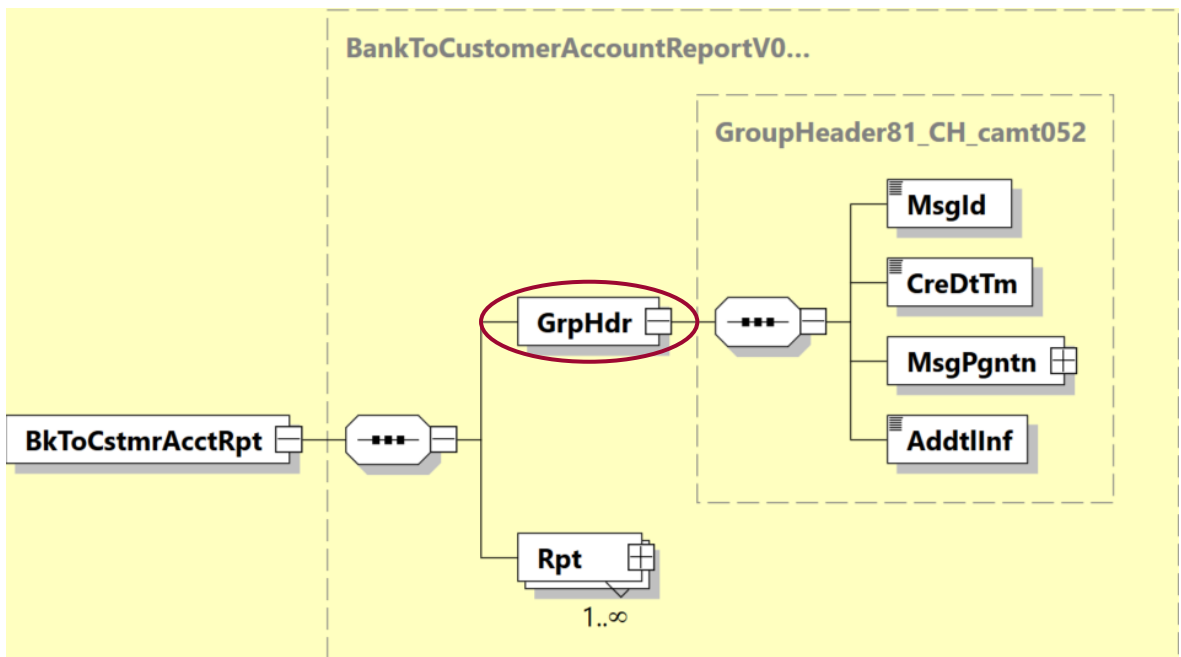 BankToCustomerAccountReportV0...
GroupHeader81_CH_camt052
MsgId
CreDtTm
GrpHdr
MsgPgntn
BkToCstmrAcctRpt
AddtlInf
Rpt
1..∞